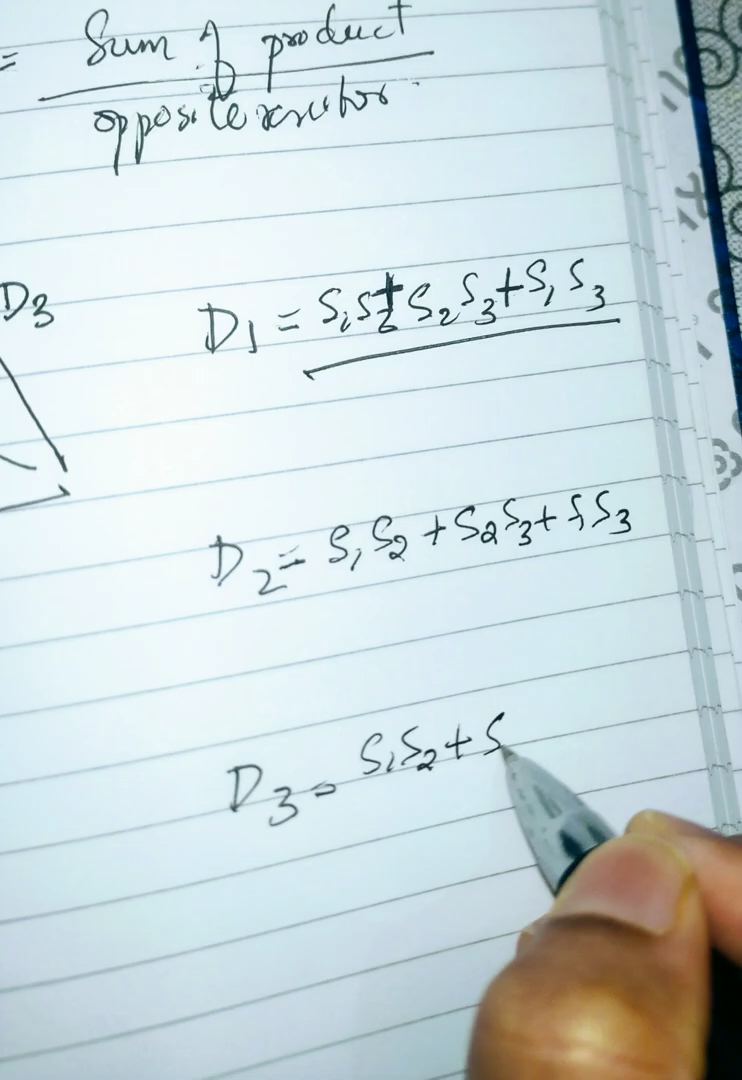 = Sum of product
opposite resistor
D3
D1 = S1S2+S2S3+S1S3
D2 = S1S2+S2S3+S1S3
D3 = S1S2+S